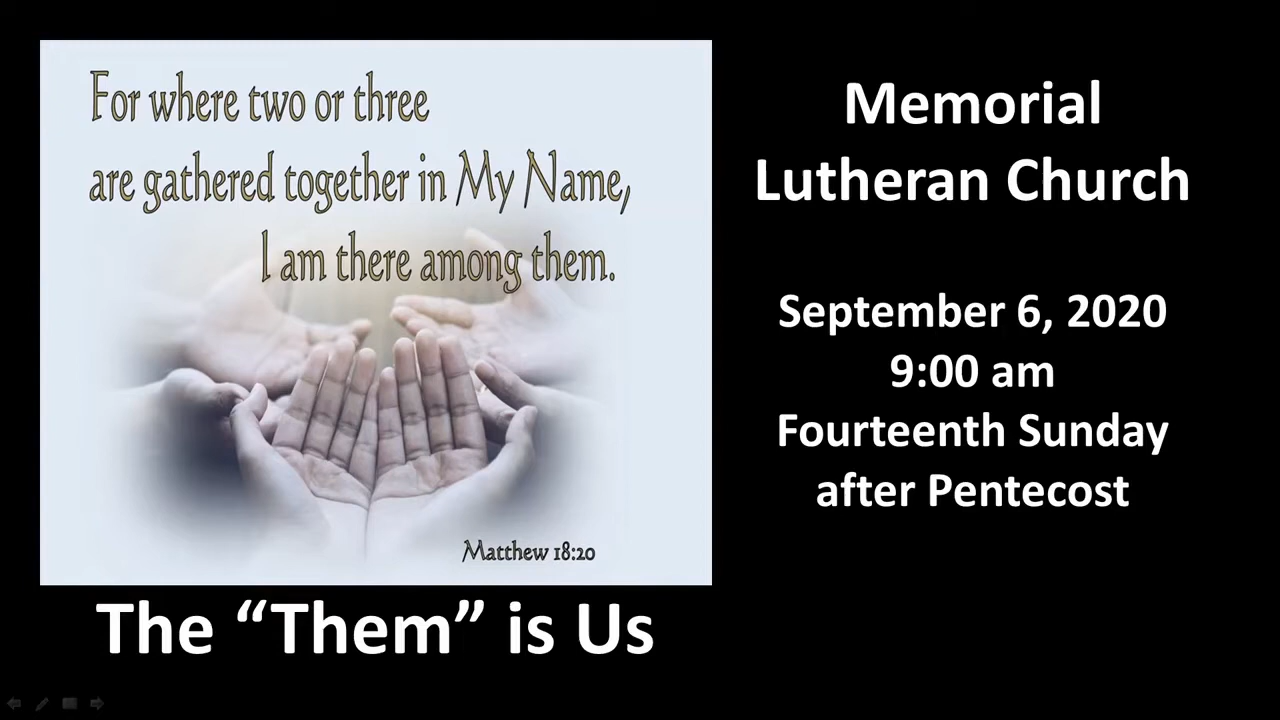 For where two or three
are gathered together in My Name,
I am there among them.
Matthew 18:20
The “Them” is Us
Memorial
Lutheran Church
September 6, 2020
9:00 am
Fourteenth Sunday
after Pentecost